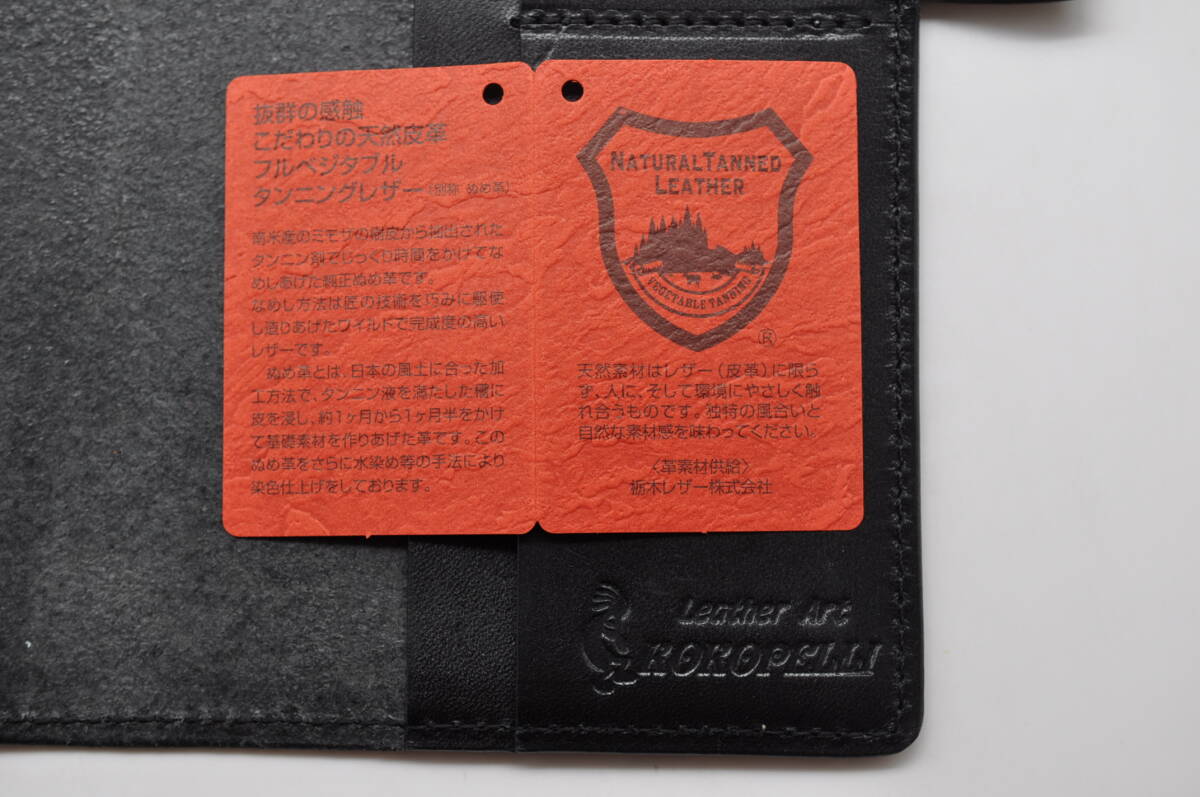 抜群の感触
こだわりの天然皮革
フルベジタブル
タンニングレザー(別称 ぬめ革)
南米産のミモザの樹皮から抽出された
タンニン剤でじっくり時間をかけてな
めしあげた純正ぬめ革です。
なめし方法は匠の技術を巧みに駆使
し造りあげたワイルドで完成度の高い
レザーです。
ぬめ革とは、日本の風土に合った加
工方法で、タンニン液を満たした槽に
皮を浸し、約1ヶ月から1ヶ月半をかけ
て基礎素材を作りあげた革です。この
ぬめ革をさらに水染め等の手法により
染色仕上げをしております。
NATURAL TANNED
LEATHER
VEGETABLE TANNING
®
天然素材はレザー(皮革)に限ら
ず、人に、そして環境にやさしく触
れ合うものです。独特の風合いと
自然な素材感を味わってください。
〈革素材供給〉
栃木レザー株式会社
Leather Art
KOKOPELLI